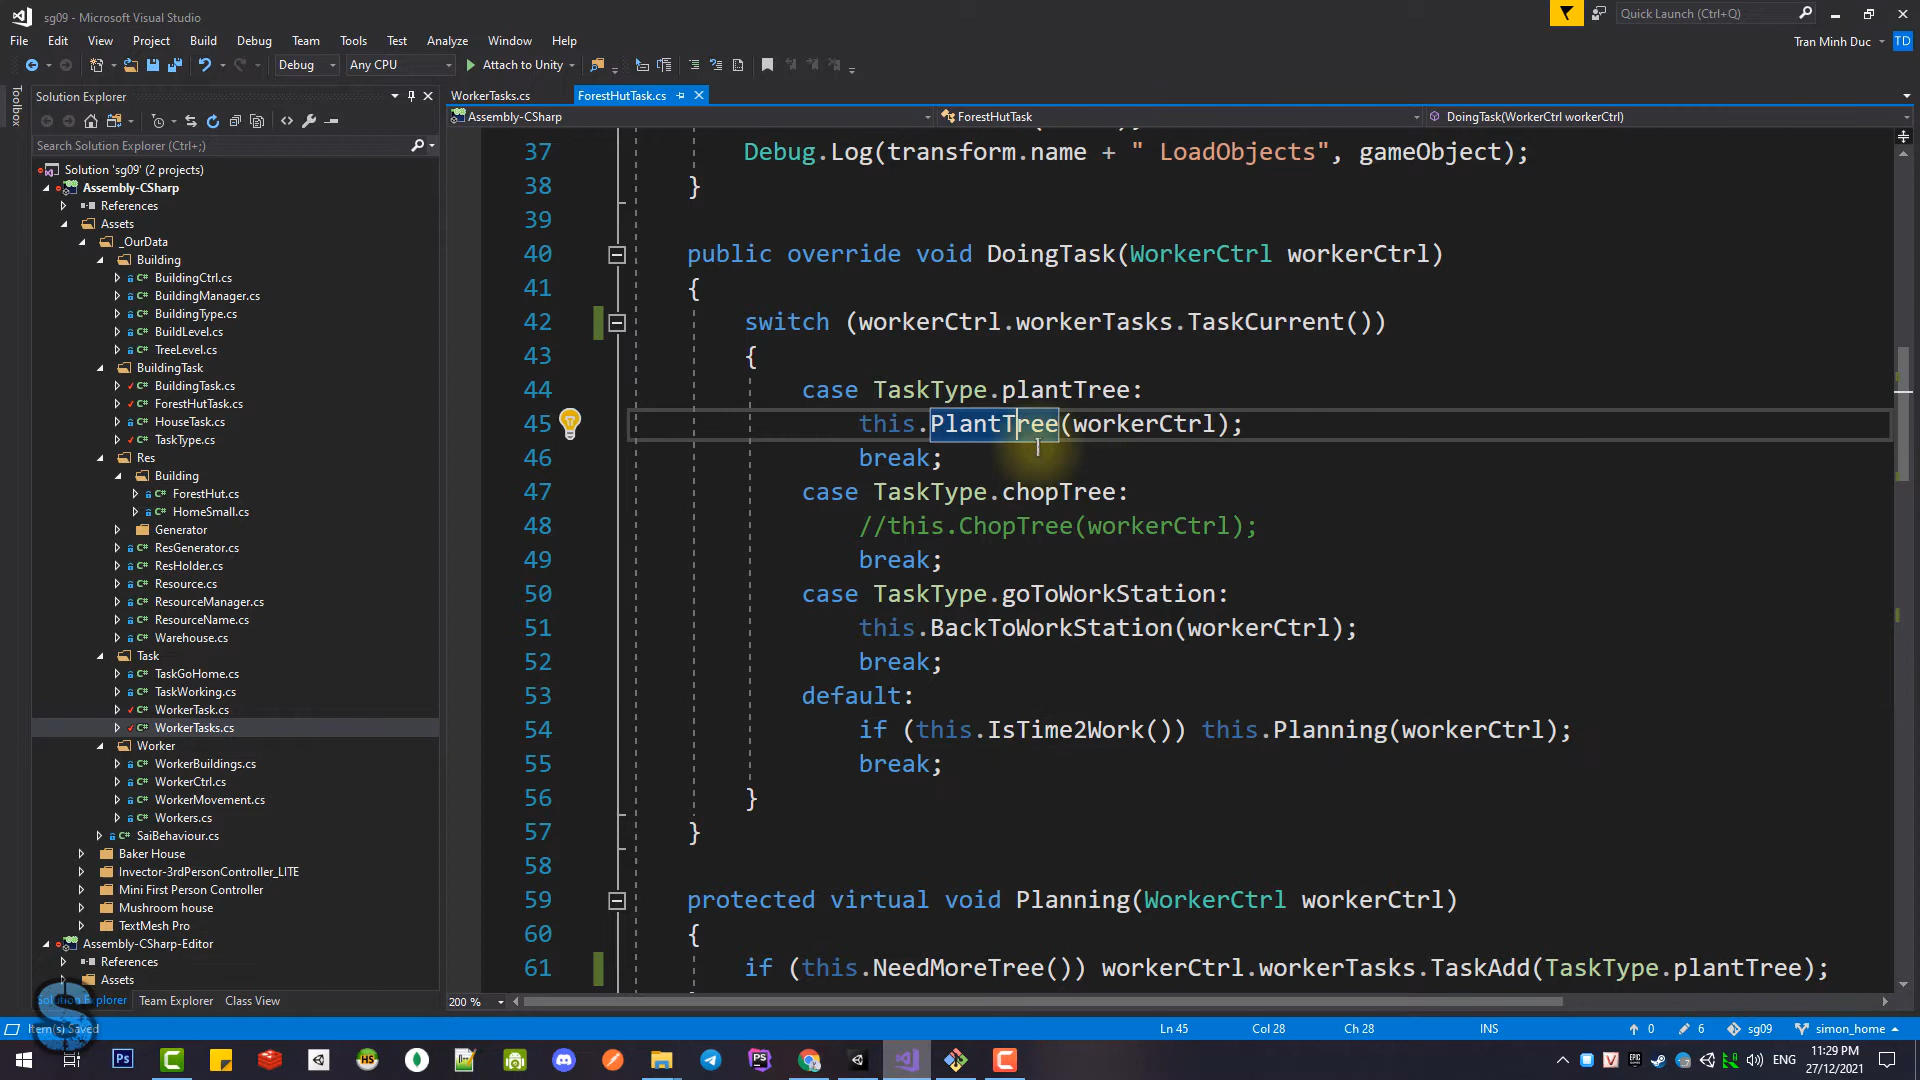 sg09 - Microsoft Visual Studio
Quick Launch (Ctrl+Q)
File Edit View Project Build Debug Team Tools Test Analyze Window Help
Tran Minh Duc TD
Debug Any CPU Attach to Unity
Toolbox
Solution Explorer
WorkerTasks.cs ForestHutTask.cs
Assembly-CSharp ForestHutTask DoingTask(WorkerCtrl workerCtrl)
Search Solution Explorer (Ctrl+;)
Solution 'sg09' (2 projects)
Assembly-CSharp
References
Assets
_OurData
Building
BuildingCtrl.cs
BuildingManager.cs
BuildingType.cs
BuildLevel.cs
TreeLevel.cs
BuildingTask
BuildingTask.cs
ForestHutTask.cs
HouseTask.cs
TaskType.cs
Res
Building
ForestHut.cs
HomeSmall.cs
Generator
ResGenerator.cs
ResHolder.cs
Resource.cs
ResourceManager.cs
ResourceName.cs
Warehouse.cs
Task
TaskGoHome.cs
TaskWorking.cs
WorkerTask.cs
WorkerTasks.cs
Worker
WorkerBuildings.cs
WorkerCtrl.cs
WorkerMovement.cs
Workers.cs
SaiBehaviour.cs
Baker House
Invector-3rdPersonController_LITE
Mini First Person Controller
Mushroom house
TextMesh Pro
Assembly-CSharp-Editor
References
Assets
Solution Explorer Team Explorer Class View
37 Debug.Log(transform.name + " LoadObjects", gameObject);
38 }
39
40 public override void DoingTask(WorkerCtrl workerCtrl)
41 {
42 switch (workerCtrl.workerTasks.TaskCurrent())
43 {
44 case TaskType.plantTree:
45 this.PlantTree(workerCtrl);
46 break;
47 case TaskType.chopTree:
48 //this.ChopTree(workerCtrl);
49 break;
50 case TaskType.goToWorkStation:
51 this.BackToWorkStation(workerCtrl);
52 break;
53 default:
54 if (this.IsTime2Work()) this.Planning(workerCtrl);
55 break;
56 }
57 }
58
59 protected virtual void Planning(WorkerCtrl workerCtrl)
60 {
61 if (this.NeedMoreTree()) workerCtrl.workerTasks.TaskAdd(TaskType.plantTree);
200 %
Item(s) Saved Ln 45 Col 28 Ch 28 INS 0 6 sg09 simon_home
ENG 11:29 PM
27/12/2021